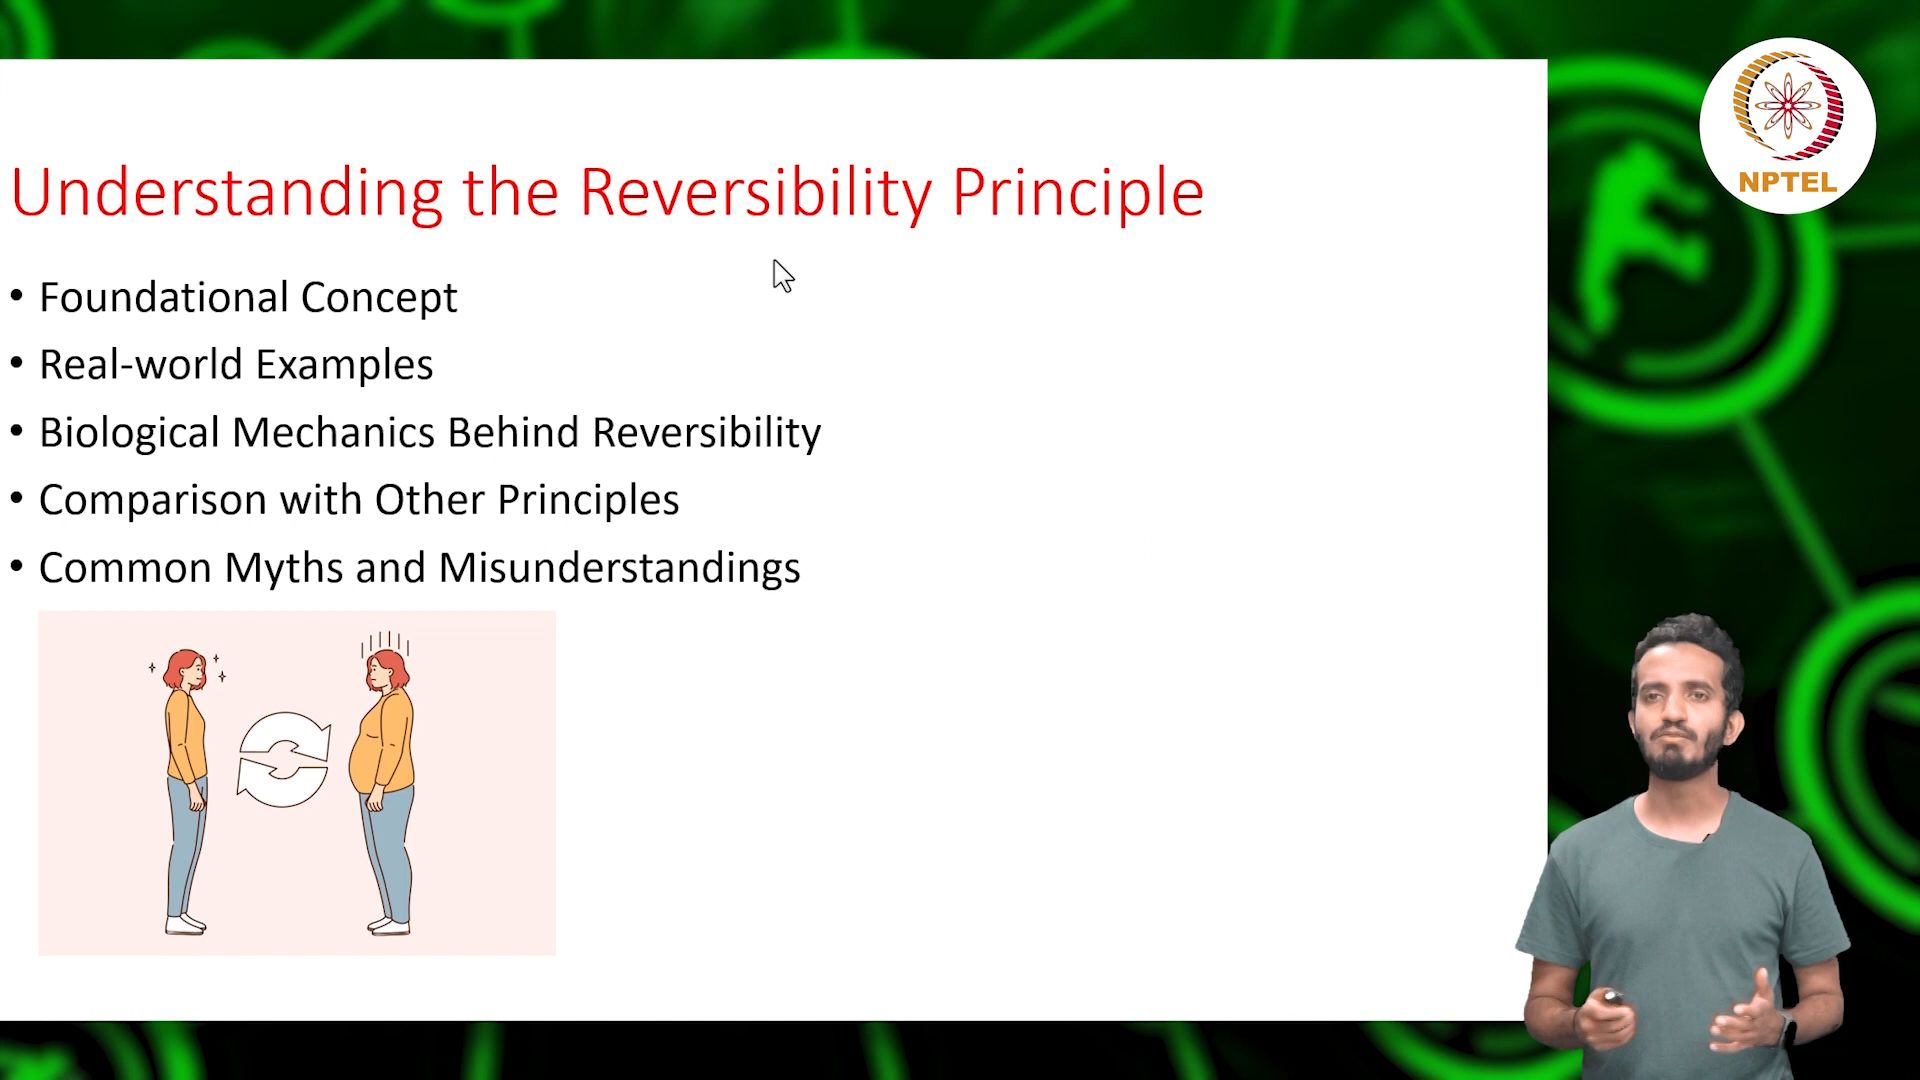 Understanding the Reversibility Principle
• Foundational Concept
• Real-world Examples
• Biological Mechanics Behind Reversibility
• Comparison with Other Principles
• Common Myths and Misunderstandings
NPTEL